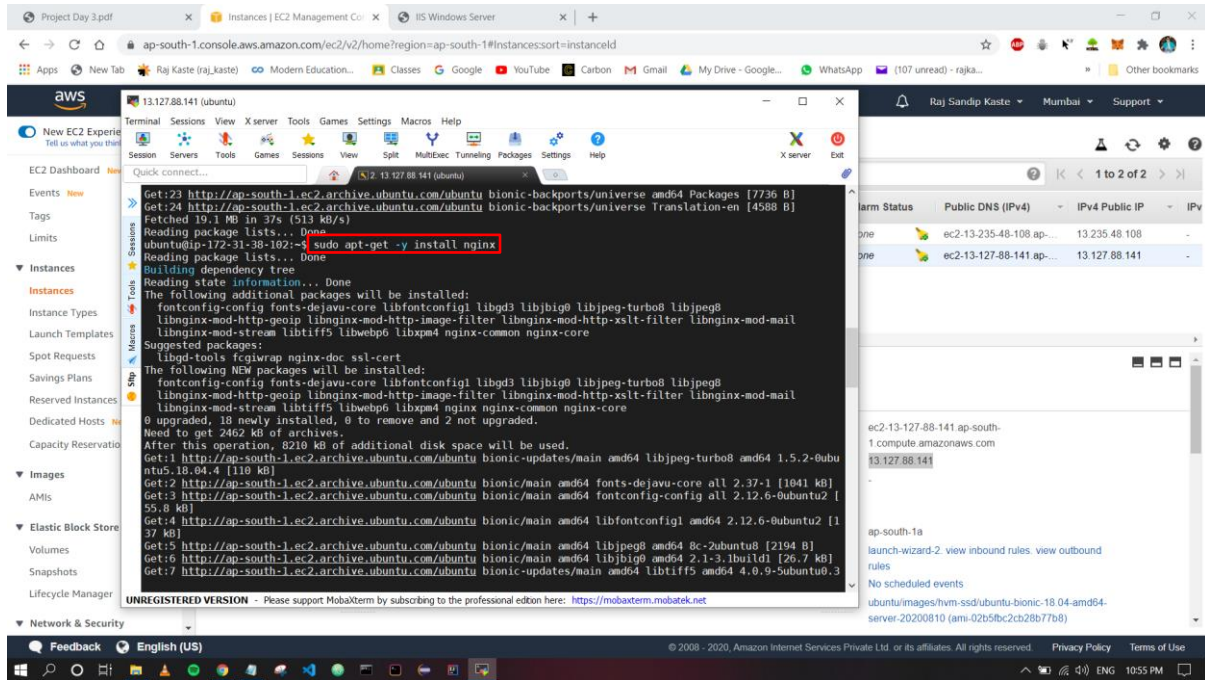 Project Day 3.pdf
Instances | EC2 Management Con
IIS Windows Server
ap-south-1.console.aws.amazon.com/ec2/v2/home?region=ap-south-1#Instances:sort=instanceId
Apps
New Tab
Raj Kaste (raj_kaste)
Modern Education...
Classes
Google
YouTube
Carbon
Gmail
My Drive - Google...
WhatsApp
(107 unread) - rajka...
»
Other bookmarks
aws
Raj Sandip Kaste
Mumbai
Support
New EC2 Experie
Tell us what you thin
EC2 Dashboard New
Events New
Tags
Limits
Instances
Instances
Instance Types
Launch Templates
Spot Requests
Savings Plans
Reserved Instances
Dedicated Hosts Ne
Capacity Reservatio
Images
AMIs
Elastic Block Store
Volumes
Snapshots
Lifecycle Manager
Network & Security
13.127.88.141 (ubuntu)
Terminal Sessions View X server Tools Games Settings Macros Help
Session Servers Tools Games Sessions View Split MultiExec Tunneling Packages Settings Help X server Exit
Quick connect...
2. 13.127.88.141 (ubuntu)
Sessions
Tools
Macros
Sftp
Get:23 http://ap-south-1.ec2.archive.ubuntu.com/ubuntu bionic-backports/universe amd64 Packages [7736 B]
Get:24 http://ap-south-1.ec2.archive.ubuntu.com/ubuntu bionic-backports/universe Translation-en [4588 B]
Fetched 19.1 MB in 37s (513 kB/s)
Reading package lists... Done
ubuntu@ip-172-31-38-102:~$ sudo apt-get -y install nginx
Reading package lists... Done
Building dependency tree
Reading state information... Done
The following additional packages will be installed:
fontconfig-config fonts-dejavu-core libfontconfig1 libgd3 libjbig0 libjpeg-turbo8 libjpeg8
libnginx-mod-http-geoip libnginx-mod-http-image-filter libnginx-mod-http-xslt-filter libnginx-mod-mail
libnginx-mod-stream libtiff5 libwebp6 libxpm4 nginx-common nginx-core
Suggested packages:
libgd-tools fcgiwrap nginx-doc ssl-cert
The following NEW packages will be installed:
fontconfig-config fonts-dejavu-core libfontconfig1 libgd3 libjbig0 libjpeg-turbo8 libjpeg8
libnginx-mod-http-geoip libnginx-mod-http-image-filter libnginx-mod-http-xslt-filter libnginx-mod-mail
libnginx-mod-stream libtiff5 libwebp6 libxpm4 nginx nginx-common nginx-core
0 upgraded, 18 newly installed, 0 to remove and 2 not upgraded.
Need to get 2462 kB of archives.
After this operation, 8210 kB of additional disk space will be used.
Get:1 http://ap-south-1.ec2.archive.ubuntu.com/ubuntu bionic-updates/main amd64 libjpeg-turbo8 amd64 1.5.2-0ubu
ntu5.18.04.4 [110 kB]
Get:2 http://ap-south-1.ec2.archive.ubuntu.com/ubuntu bionic/main amd64 fonts-dejavu-core all 2.37-1 [1041 kB]
Get:3 http://ap-south-1.ec2.archive.ubuntu.com/ubuntu bionic/main amd64 fontconfig-config all 2.12.6-0ubuntu2 [
55.8 kB]
Get:4 http://ap-south-1.ec2.archive.ubuntu.com/ubuntu bionic/main amd64 libfontconfig1 amd64 2.12.6-0ubuntu2 [1
37 kB]
Get:5 http://ap-south-1.ec2.archive.ubuntu.com/ubuntu bionic/main amd64 libjpeg8 amd64 8c-2ubuntu8 [2194 B]
Get:6 http://ap-south-1.ec2.archive.ubuntu.com/ubuntu bionic/main amd64 libjbig0 amd64 2.1-3.1build1 [26.7 kB]
Get:7 http://ap-south-1.ec2.archive.ubuntu.com/ubuntu bionic-updates/main amd64 libtiff5 amd64 4.0.9-5ubuntu0.3
UNREGISTERED VERSION - Please support MobaXterm by subscribing to the professional edition here: https://mobaxterm.mobatek.net
1 to 2 of 2
larm Status
Public DNS (IPv4)
IPv4 Public IP
IPv
one
ec2-13-235-48-108.ap-...
13.235.48.108
-
one
ec2-13-127-88-141.ap-...
13.127.88.141
-
ec2-13-127-88-141.ap-south-
1.compute.amazonaws.com
13.127.88.141
-
ap-south-1a
launch-wizard-2. view inbound rules. view outbound
rules
No scheduled events
ubuntu/images/hvm-ssd/ubuntu-bionic-18.04-amd64-
server-20200810 (ami-02b5fbc2cb28b77b8)
Feedback
English (US)
© 2008 - 2020, Amazon Internet Services Private Ltd. or its affiliates. All rights reserved.
Privacy Policy
Terms of Use
ENG
10:55 PM